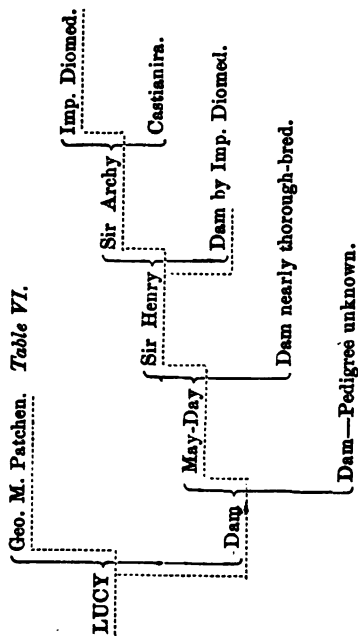 LUCY
Geo. M. Patchen. Table VI.
Dam
May-Day
Dam—Pedigree unknown.
Sir Henry
Dam nearly thorough-bred.
Sir Archy
Dam by Imp. Diomed.
Imp. Diomed.
Castianira.